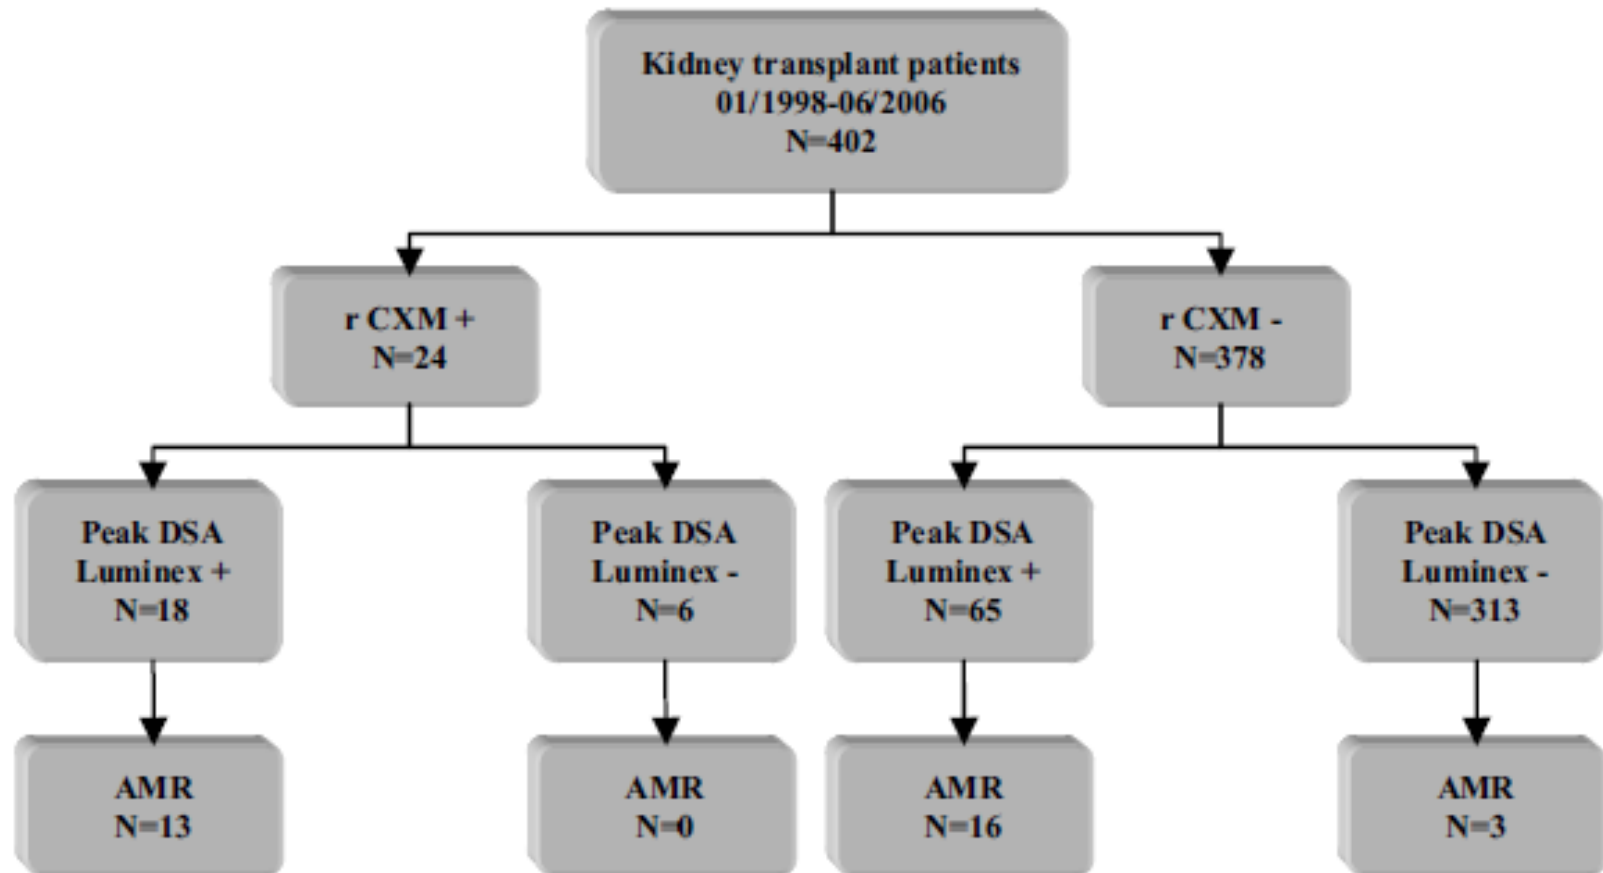 Kidney transplant patients
01/1998-06/2006
N=402
r CXM +
N=24
r CXM -
N=378
Peak DSA
Luminex +
N=18
Peak DSA
Luminex -
N=6
Peak DSA
Luminex +
N=65
Peak DSA
Luminex -
N=313
AMR
N=13
AMR
N=0
AMR
N=16
AMR
N=3